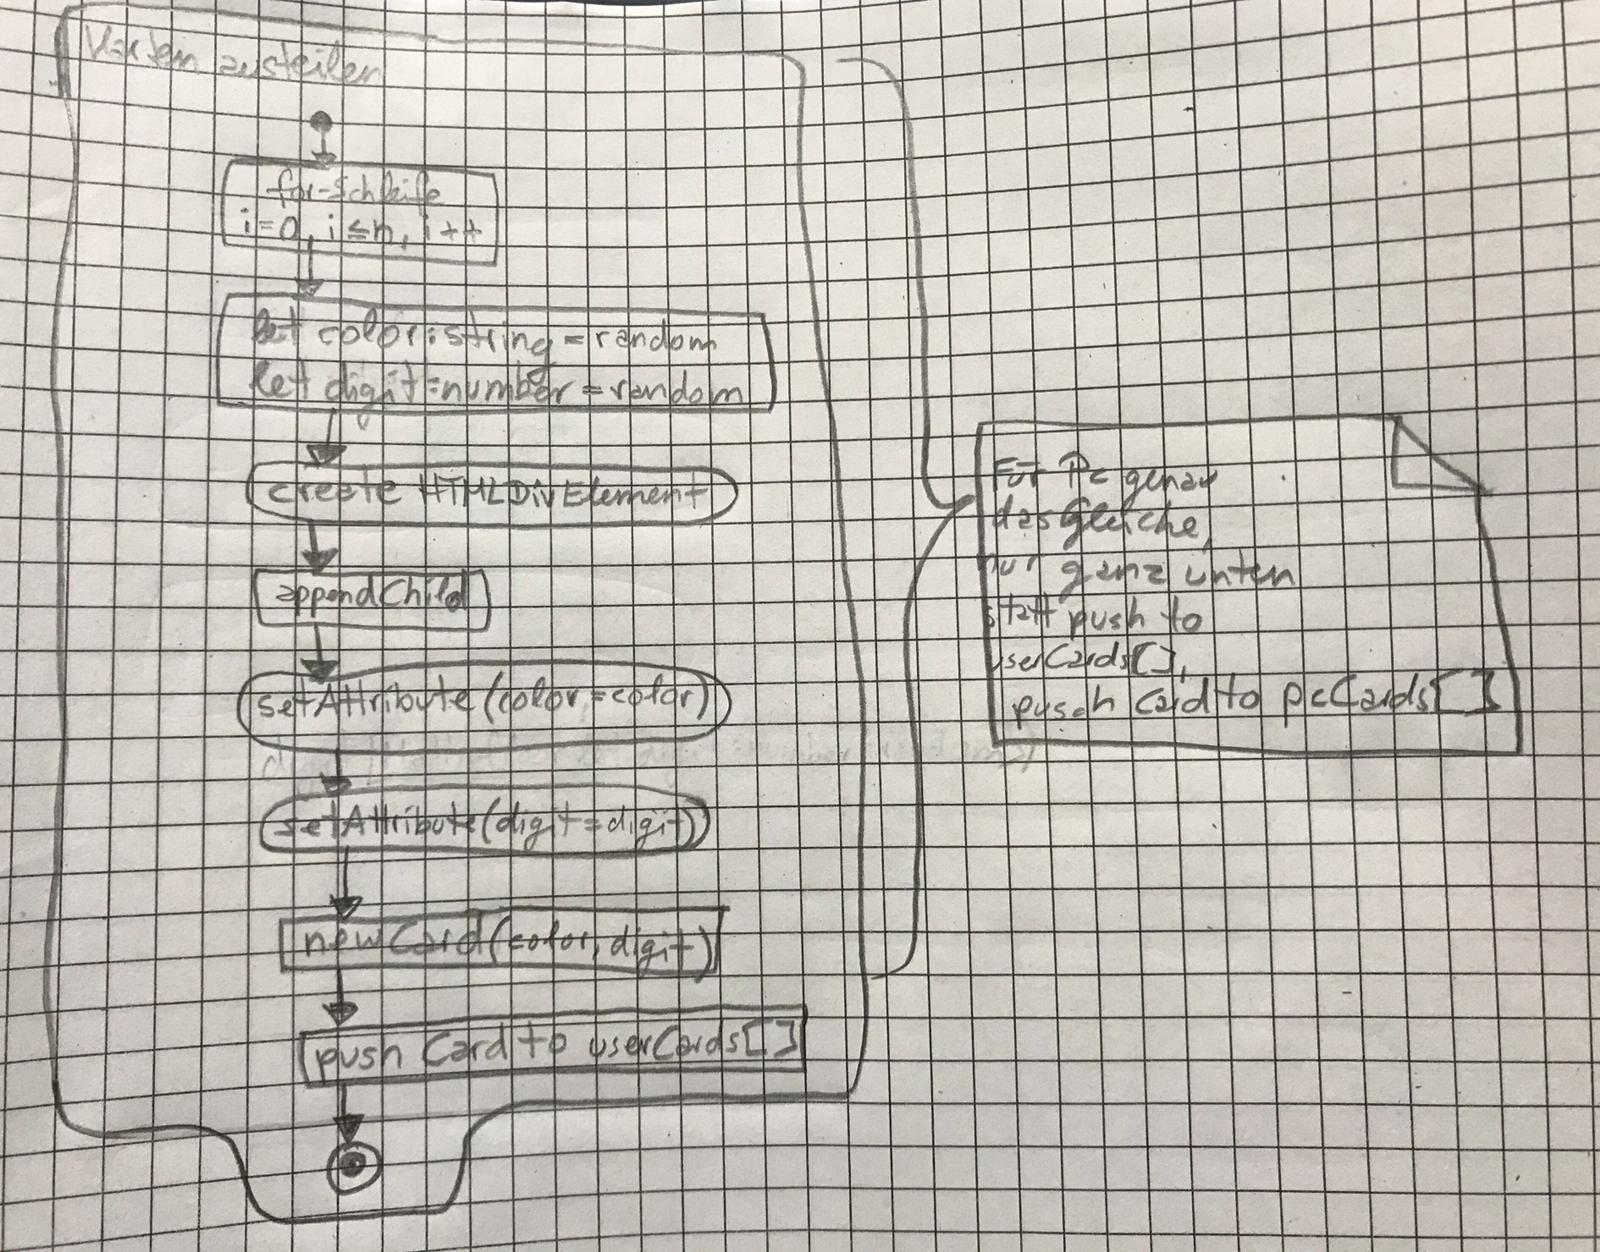 Karten zusteilen
for-Schleife
i=0, i≤n, i++
let color:string = random
let digit:number = random
create HTMLDivElement
appendChild
setAttribute(color=color)
setAttribute(digit=digit)
newCard(color, digit)
push Card to userCards[]
Für Pc genau
das Gleiche,
nur ganz unten
statt push to
userCards[],
push Card to pcCards[]